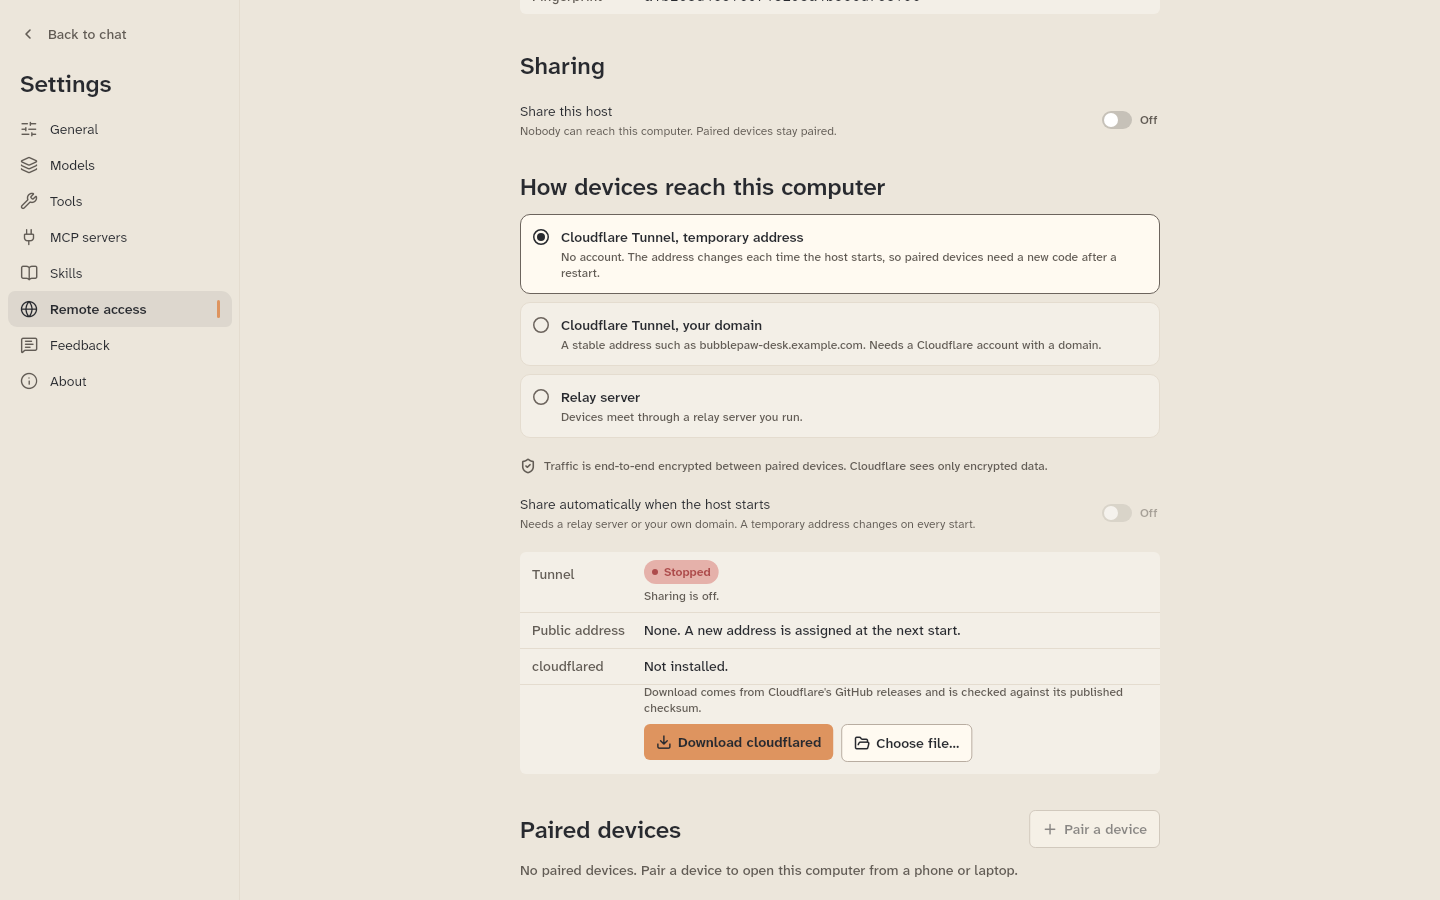 Back to chat
Settings
General
Models
Tools
MCP servers
Skills
Remote access
Feedback
About
Sharing
Share this host
Nobody can reach this computer. Paired devices stay paired.
Off
How devices reach this computer
Cloudflare Tunnel, temporary address
No account. The address changes each time the host starts, so paired devices need a new code after a
restart.
Cloudflare Tunnel, your domain
A stable address such as bubblepaw-desk.example.com. Needs a Cloudflare account with a domain.
Relay server
Devices meet through a relay server you run.
Traffic is end-to-end encrypted between paired devices. Cloudflare sees only encrypted data.
Share automatically when the host starts
Needs a relay server or your own domain. A temporary address changes on every start.
Off
Tunnel
Stopped
Sharing is off.
Public address
None. A new address is assigned at the next start.
cloudflared
Not installed.
Download comes from Cloudflare's GitHub releases and is checked against its published
checksum.
Download cloudflared
Choose file...
Paired devices
Pair a device
No paired devices. Pair a device to open this computer from a phone or laptop.